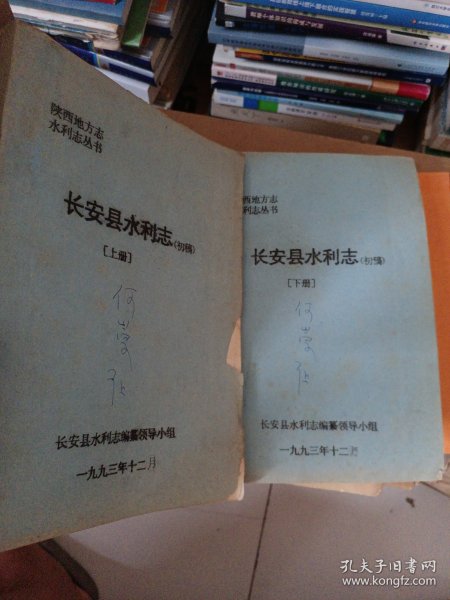 陕西地方志
水利志丛书
长安县水利志(初稿)
[上册]
长安县水利志编纂领导小组
一九九三年十二月
西地方志
利志丛书
长安县水利志(初稿)
[下册]
长安县水利志编纂领导小组
一九九三年十二月
孔夫子旧书网
www.kongfz.com